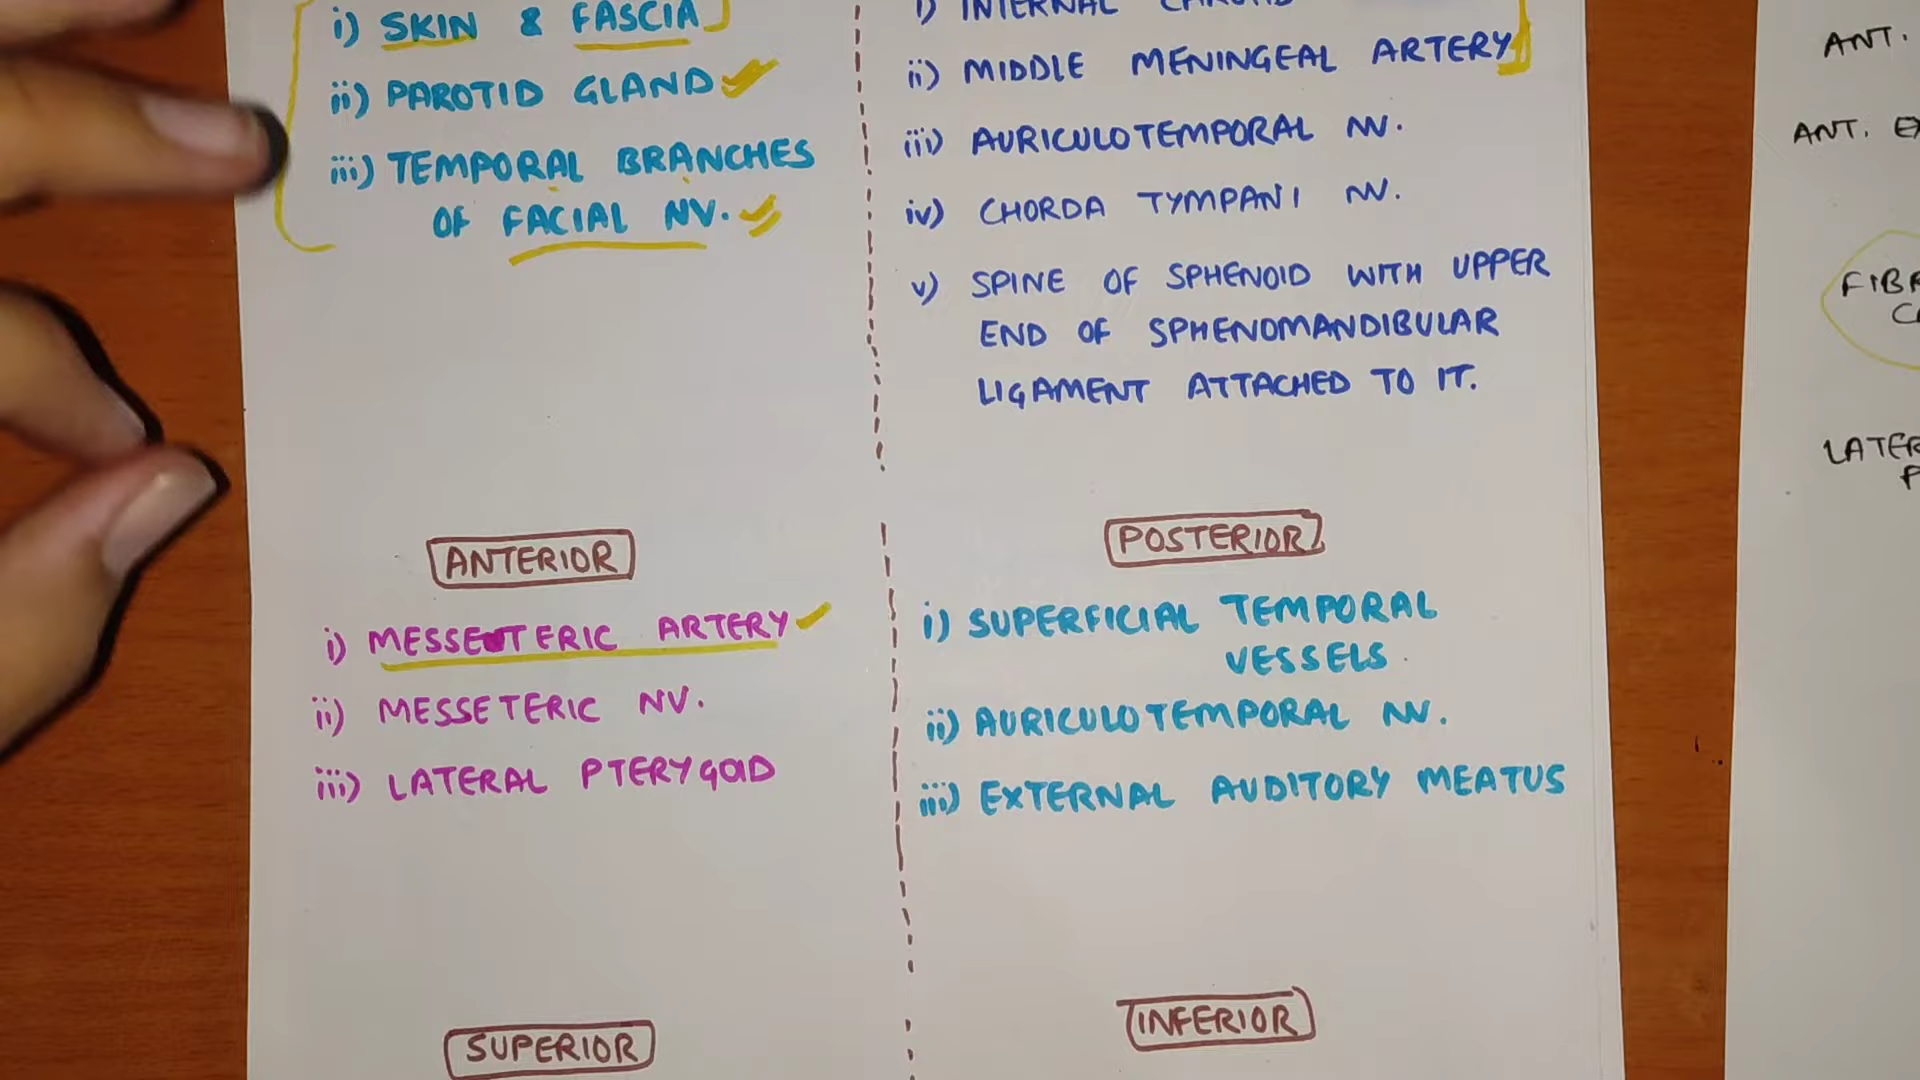 i) SKIN & FASCIA
ii) PAROTID GLAND
iii) TEMPORAL BRANCHES
OF FACIAL NV.
i) INTERNAL
ii) MIDDLE MENINGEAL ARTERY
iii) AURICULOTEMPORAL NV.
iv) CHORDA TYMPANI NV.
v) SPINE OF SPHENOID WITH UPPER
END OF SPHENOMANDIBULAR
LIGAMENT ATTACHED TO IT.
ANTERIOR
i) MESSETERIC ARTERY
ii) MESSETERIC NV.
iii) LATERAL PTERYGOID
POSTERIOR
i) SUPERFICIAL TEMPORAL
VESSELS
ii) AURICULOTEMPORAL NV.
iii) EXTERNAL AUDITORY MEATUS
SUPERIOR
INFERIOR
ANT.
ANT.